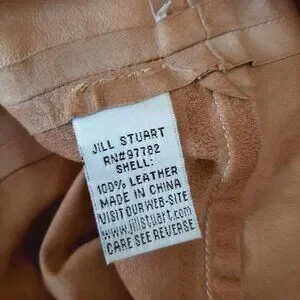 JILL STUART
RN#97782
SHELL:
100% LEATHER
MADE IN CHINA
VISIT OUR WEB-SITE
www.jillstuart.com
CARE SEE REVERSE